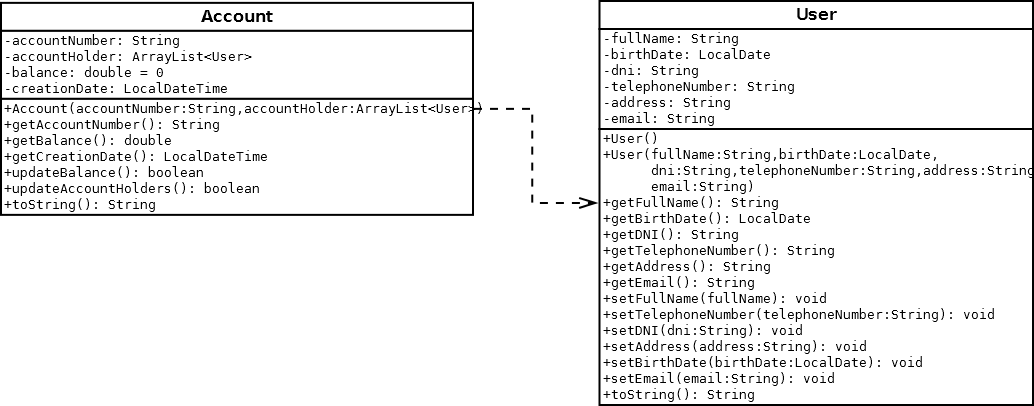 Account
-accountNumber: String
-accountHolder: ArrayList<User>
-balance: double = 0
-creationDate: LocalDateTime
+Account(accountNumber:String,accountHolder:ArrayList<User>)
+getAccountNumber(): String
+getBalance(): double
+getCreationDate(): LocalDateTime
+updateBalance(): boolean
+updateAccountHolders(): boolean
+toString(): String
User
-fullName: String
-birthDate: LocalDate
-dni: String
-telephoneNumber: String
-address: String
-email: String
+User()
+User(fullName:String,birthDate:LocalDate,
dni:String,telephoneNumber:String,address:String
email:String)
+getFullName(): String
+getBirthDate(): LocalDate
+getDNI(): String
+getTelephoneNumber(): String
+getAddress(): String
+getEmail(): String
+setFullName(fullName): void
+setTelephoneNumber(telephoneNumber:String): void
+setDNI(dni:String): void
+setAddress(address:String): void
+setBirthDate(birthDate:LocalDate): void
+setEmail(email:String): void
+toString(): String